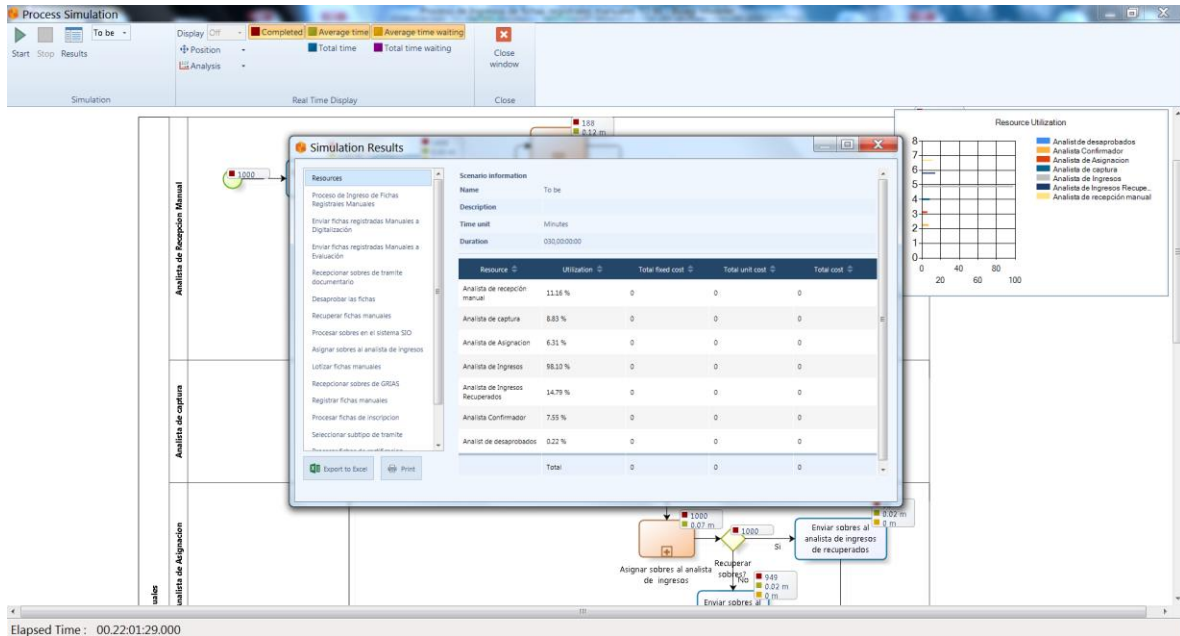 Process Simulation
Start Stop Results
To be
Simulation
Display Off
Position
Analysis
Completed Average time Average time waiting
Total time Total time waiting
Real Time Display
Close
window
Close
Analista de Recepcion Manual
Analista de captura
nalista de Asignacion
uales
1000
188
0.12 m
Resource Utilization
8
7
6
5
4
3
2
1
0
0 40 80
20 60 100
Analist de desaprobados
Analista Confirmador
Analista de Asignacion
Analista de captura
Analista de Ingresos
Analista de Ingresos Recupe..
Analista de recepción manual
Simulation Results
Resources
Proceso de Ingreso de Fichas
Registrales Manuales
Enviar fichas registradas Manuales a
Digitalización
Enviar fichas registradas Manuales a
Evaluación
Recepcionar sobres de tramite
documentario
Desaprobar las fichas
Recuperar fichas manuales
Procesar sobres en el sistema SIO
Asignar sobres al analista de ingresos
Lotizar fichas manuales
Recepcionar sobres de GRIAS
Registrar fichas manuales
Procesar fichas de inscripcion
Seleccionar subtipo de tramite
Export to Excel Print
Scenario information
Name To be
Description
Time unit Minutes
Duration 030,00:00:00
Resource Utilization Total fixed cost Total unit cost Total cost
Analista de recepción
manual 11.16 % 0 0 0
Analista de captura 8.83 % 0 0 0
Analista de Asignacion 6.31 % 0 0 0
Analista de Ingresos 98.10 % 0 0 0
Analista de Ingresos
Recuperados 14.79 % 0 0 0
Analista Confirmador 7.55 % 0 0 0
Analist de desaprobados 0.22 % 0 0 0
Total 0 0 0
1000
0.07 m
Asignar sobres al analista
de ingresos
1000
Recuperar
sobres?
Si
No
Enviar sobres al
analista de ingresos
de recuperados
0.02 m
0 m
949
0.02 m
0 m
Enviar sobres al
Elapsed Time : 00.22:01:29.000